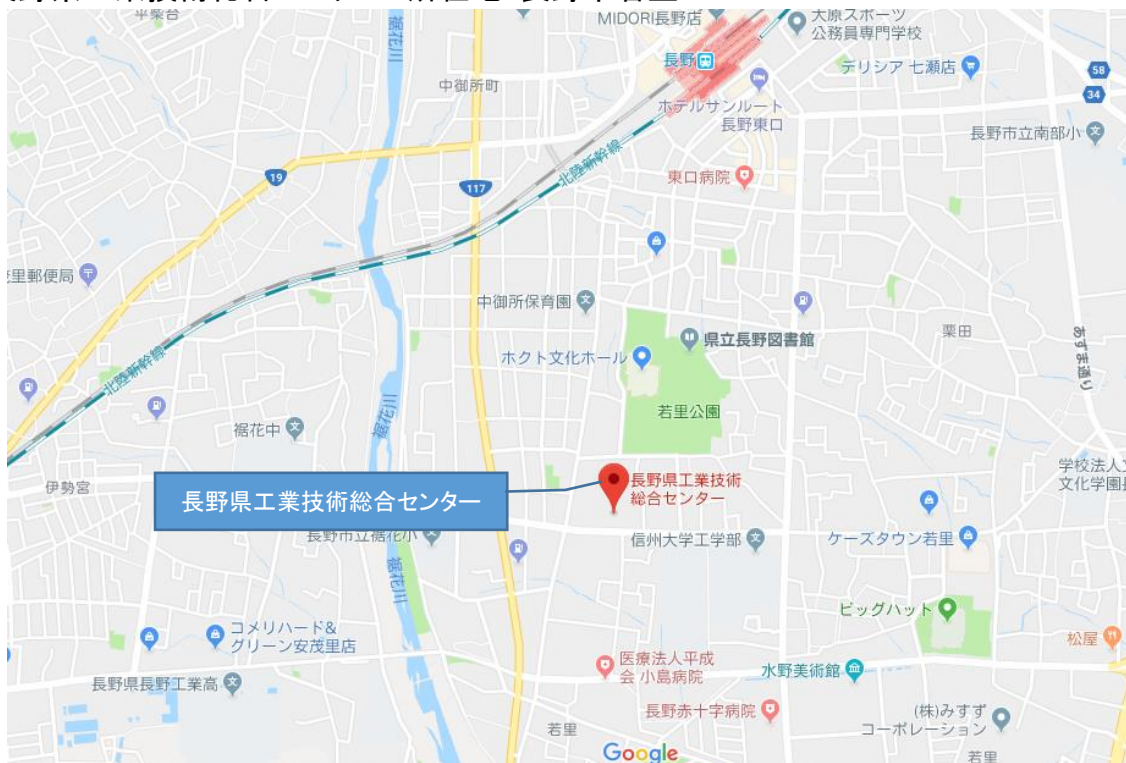 平柴台
MIDORI長野店
大原スポーツ
公務員専門学校
長野
デリシア 七瀬店
58
34
中御所町
ホテルサンルート
長野東口
長野市立南部小
北陸新幹線
19
117
東口病院
里郵便局
中御所保育園
県立長野図書館
栗田
あずま通り
ホクト文化ホール
北陸新幹線
若里公園
裾花川
裾花中
伊勢宮
長野県工業技術総合センター
長野県工業技術
総合センター
学校法人
文化学園長
長野市立裾花小
信州大学工学部
ケーズタウン若里
裾花川
ビッグハット
コメリハード&
グリーン安茂里店
松屋
医療法人平成
会 小島病院
水野美術館
長野県長野工業高
長野赤十字病院
(株)みすず
コーポレーション
若里
Google
若里